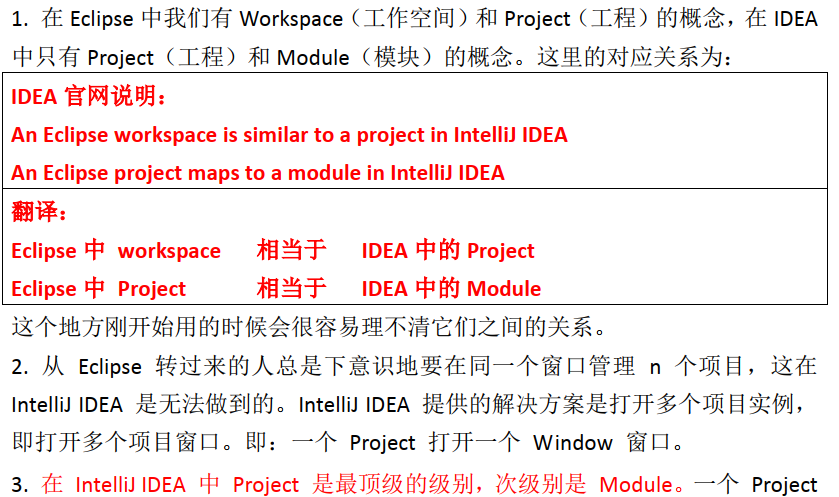 1. 在 Eclipse 中我们有 Workspace（工作空间）和 Project（工程）的概念，在 IDEA
中只有 Project（工程）和 Module（模块）的概念。这里的对应关系为：
IDEA 官网说明：
An Eclipse workspace is similar to a project in IntelliJ IDEA
An Eclipse project maps to a module in IntelliJ IDEA
翻译：
Eclipse 中 workspace 相当于 IDEA 中的 Project
Eclipse 中 Project 相当于 IDEA 中的 Module
这个地方刚开始用的时候会很容易理不清它们之间的关系。
2. 从 Eclipse 转过来的人总是下意识地要在同一个窗口管理 n 个项目，这在
IntelliJ IDEA 是无法做到的。IntelliJ IDEA 提供的解决方案是打开多个项目实例，
即打开多个项目窗口。即：一个 Project 打开一个 Window 窗口。
3. 在 IntelliJ IDEA 中 Project 是最顶级的级别，次级别是 Module。一个 Project